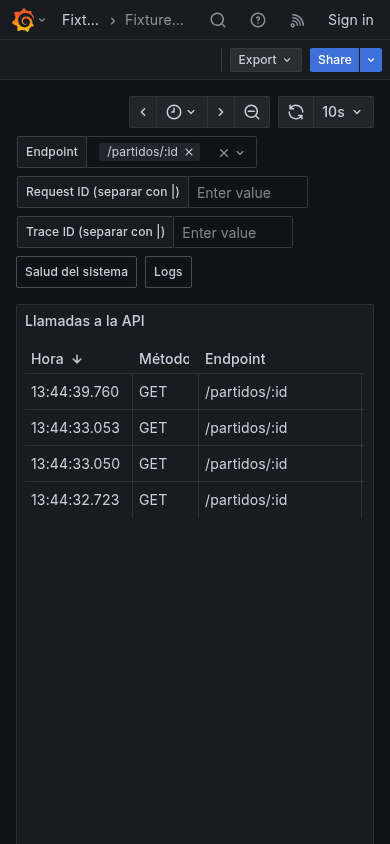 Fixt... › Fixture... Sign in
Export Share
10s
Endpoint /partidos/:id
Request ID (separar con |) Enter value
Trace ID (separar con |) Enter value
Salud del sistema Logs
Llamadas a la API
Hora Método Endpoint
13:44:39.760 GET /partidos/:id
13:44:33.053 GET /partidos/:id
13:44:33.050 GET /partidos/:id
13:44:32.723 GET /partidos/:id